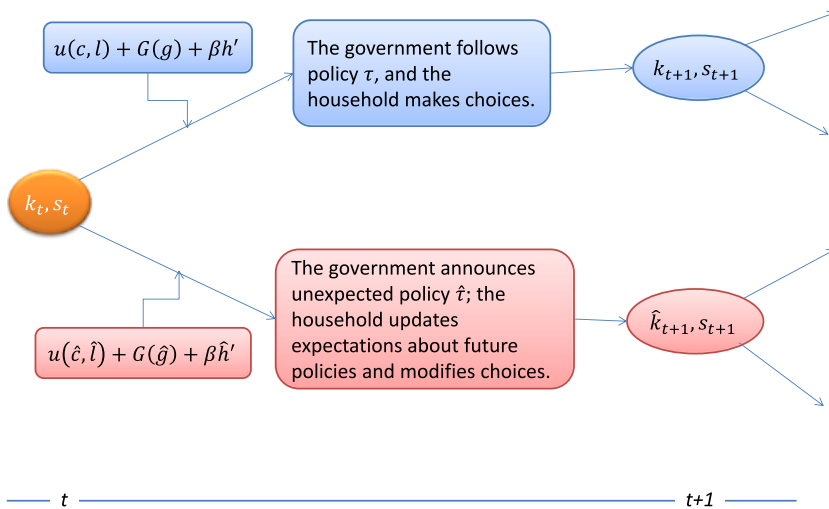 u(c, l) + G(g) + βh′
The government follows
policy τ, and the
household makes choices.
k_{t+1}, s_{t+1}
k_t, s_t
The government announces
unexpected policy τ̂; the
household updates
expectations about future
policies and modifies choices.
k̂_{t+1}, s_{t+1}
u(ĉ, l̂) + G(ĝ) + βĥ′
t
t+1